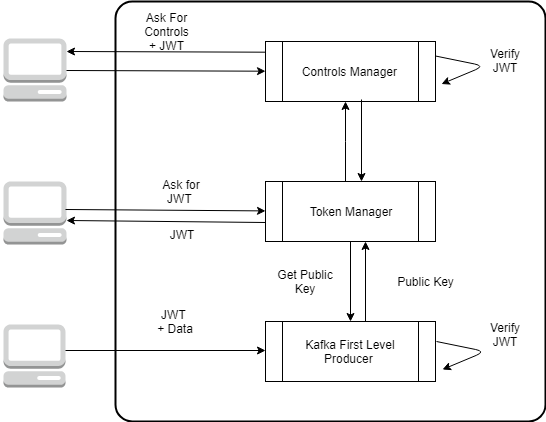 Ask For
Controls
+ JWT
Controls Manager
Verify
JWT
Ask for
JWT
Token Manager
JWT
Get Public
Key
Public Key
JWT
+ Data
Kafka First Level
Producer
Verify
JWT